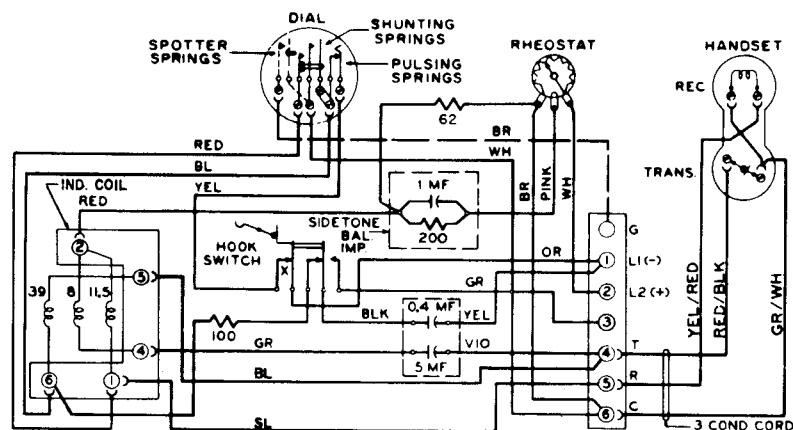 DIAL
SHUNTING SPRINGS
SPOTTER SPRINGS
PULSING SPRINGS
RHEOSTAT
HANDSET
REC
TRANS.
62
BR
RED
WH
BL
YEL
IND. COIL
RED
1 MF
200
SIDETONE BAL. IMP.
HOOK SWITCH
X
BR
PINK
WH
G
OR
1
L1(-)
GR
2
L2(+)
3
2
39
8
11,5
5
BLK
0.4 MF
YEL
100
GR
5 MF
VIO
4
T
4
BL
5
R
6
1
SL
6
C
YEL/RED
RED/BLK
GR/WH
3 COND CORD